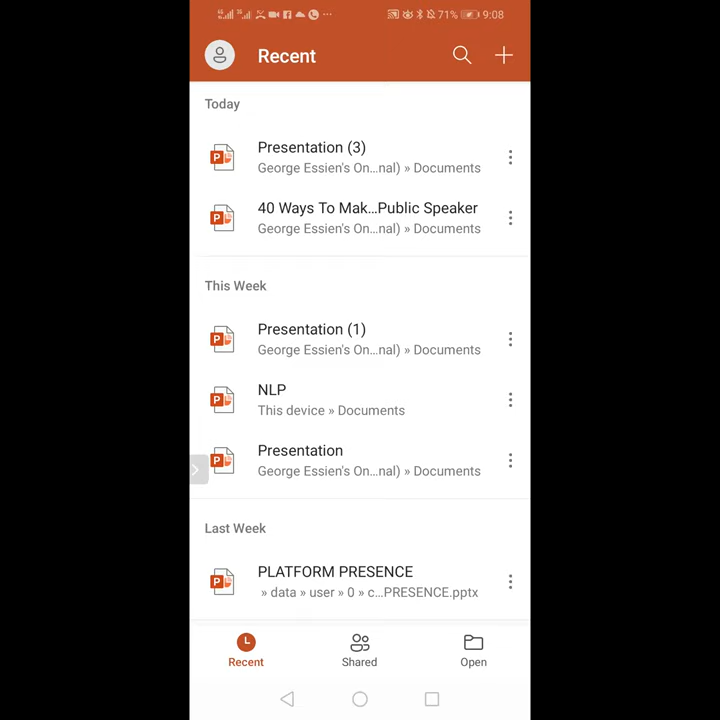 71% 9:08
Recent
Today
Presentation (3)
George Essien's On...nal) » Documents
40 Ways To Mak...Public Speaker
George Essien's On...nal) » Documents
This Week
Presentation (1)
George Essien's On...nal) » Documents
NLP
This device » Documents
Presentation
George Essien's On...nal) » Documents
Last Week
PLATFORM PRESENCE
» data » user » 0 » c...PRESENCE.pptx
Recent
Shared
Open